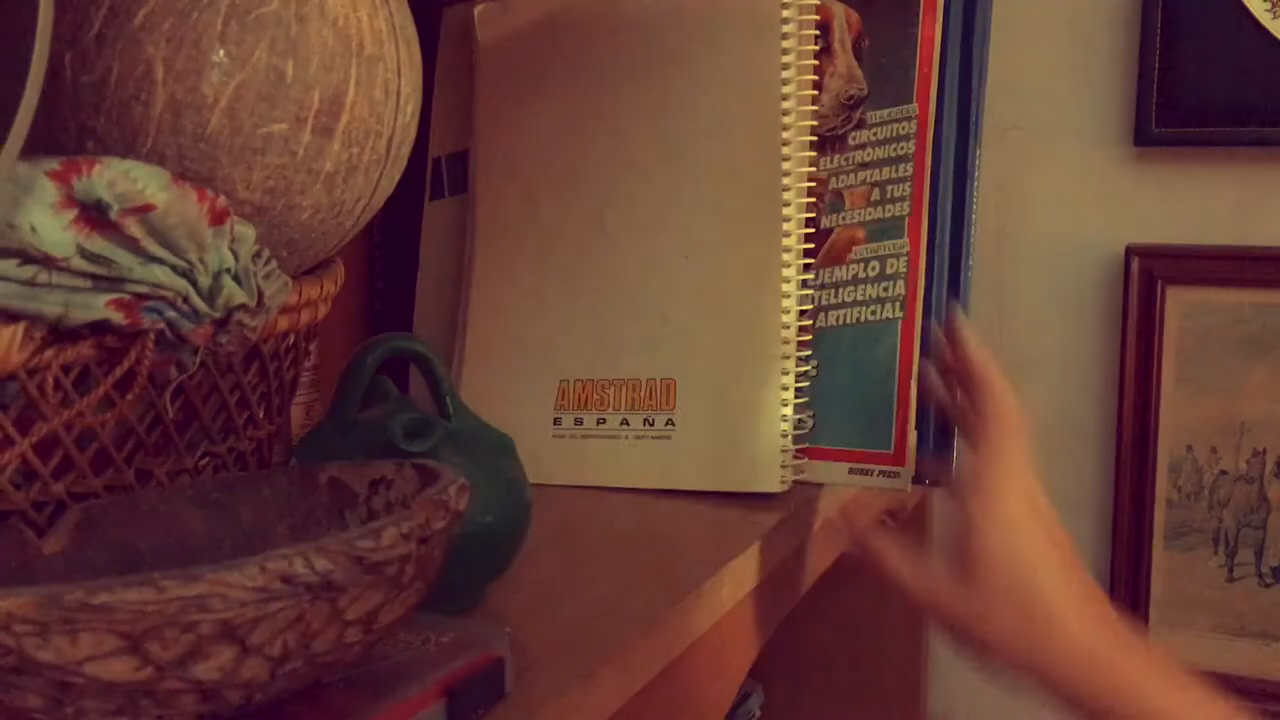 CIRCUITOS
ELECTRÓNICOS
ADAPTABLES
A TUS
NECESIDADES
EJEMPLO DE
TELIGENCIA
ARTIFICIAL
HOBBY PRESS
AMSTRAD
ESPAÑA